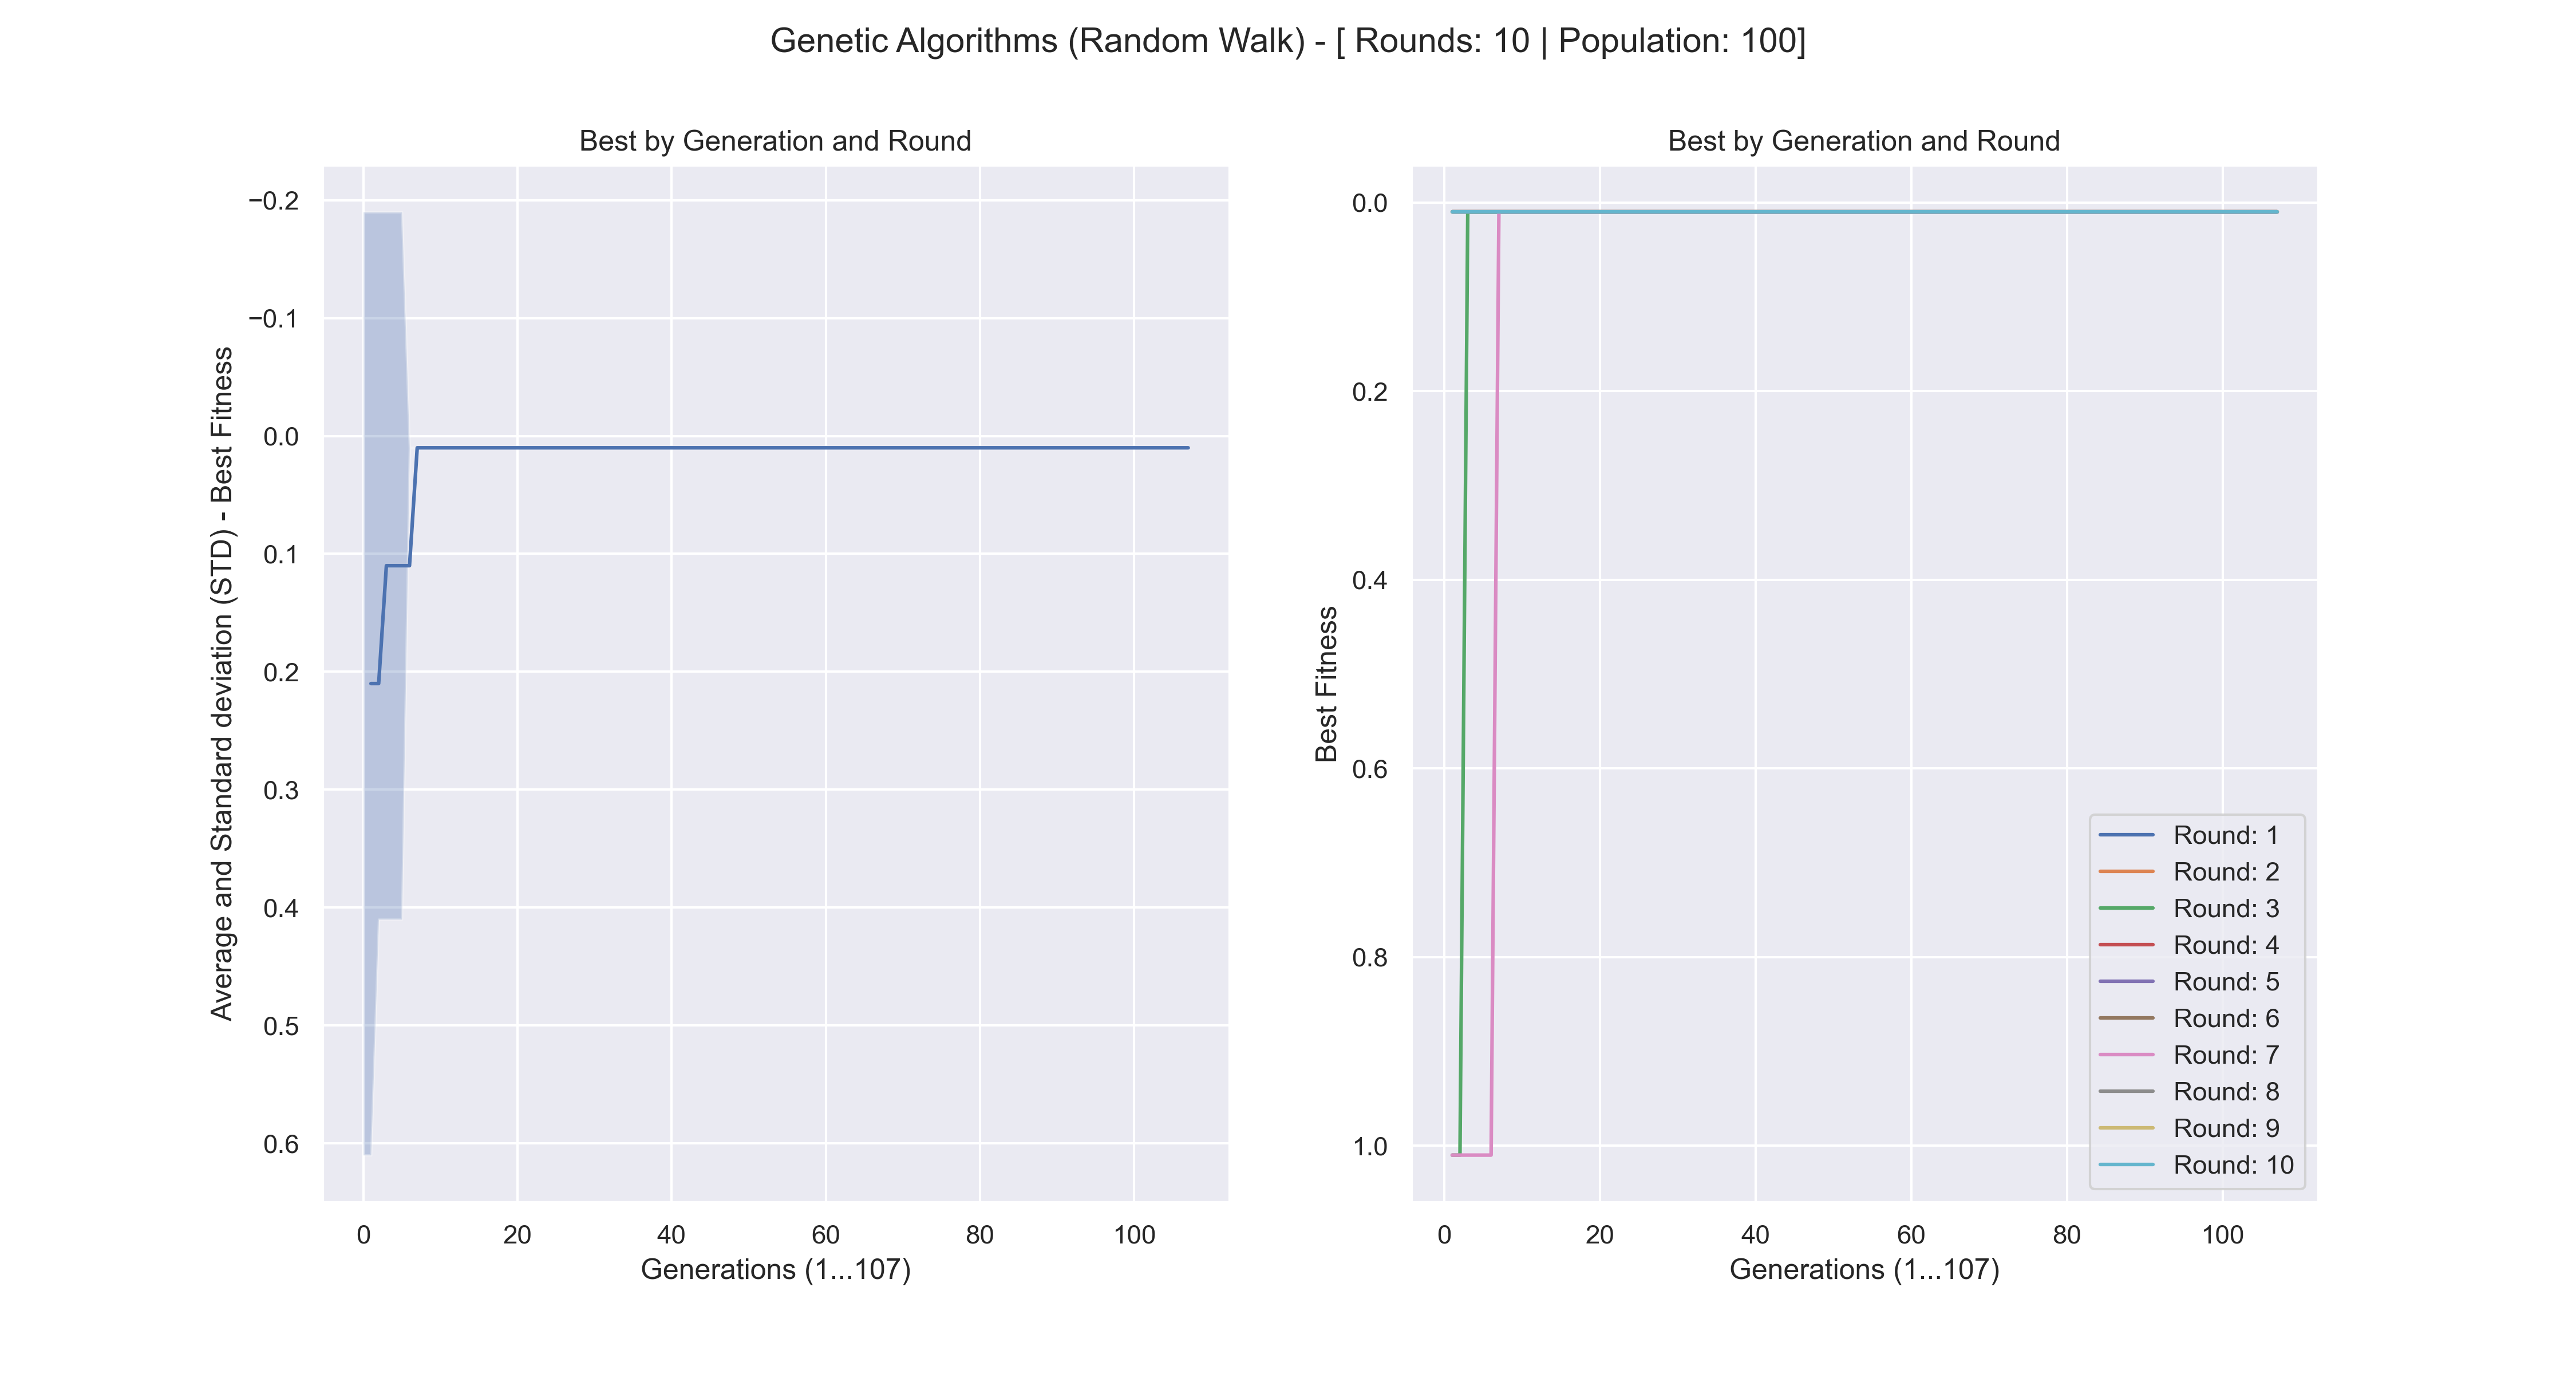 Genetic Algorithms (Random Walk) - [ Rounds: 10 | Population: 100]
Best by Generation and Round
Average and Standard deviation (STD) - Best Fitness
−0.2
−0.1
0.0
0.1
0.2
0.3
0.4
0.5
0.6
0 20 40 60 80 100
Generations (1...107)
Best by Generation and Round
Best Fitness
0.0
0.2
0.4
0.6
0.8
1.0
Round: 1
Round: 2
Round: 3
Round: 4
Round: 5
Round: 6
Round: 7
Round: 8
Round: 9
Round: 10
0 20 40 60 80 100
Generations (1...107)